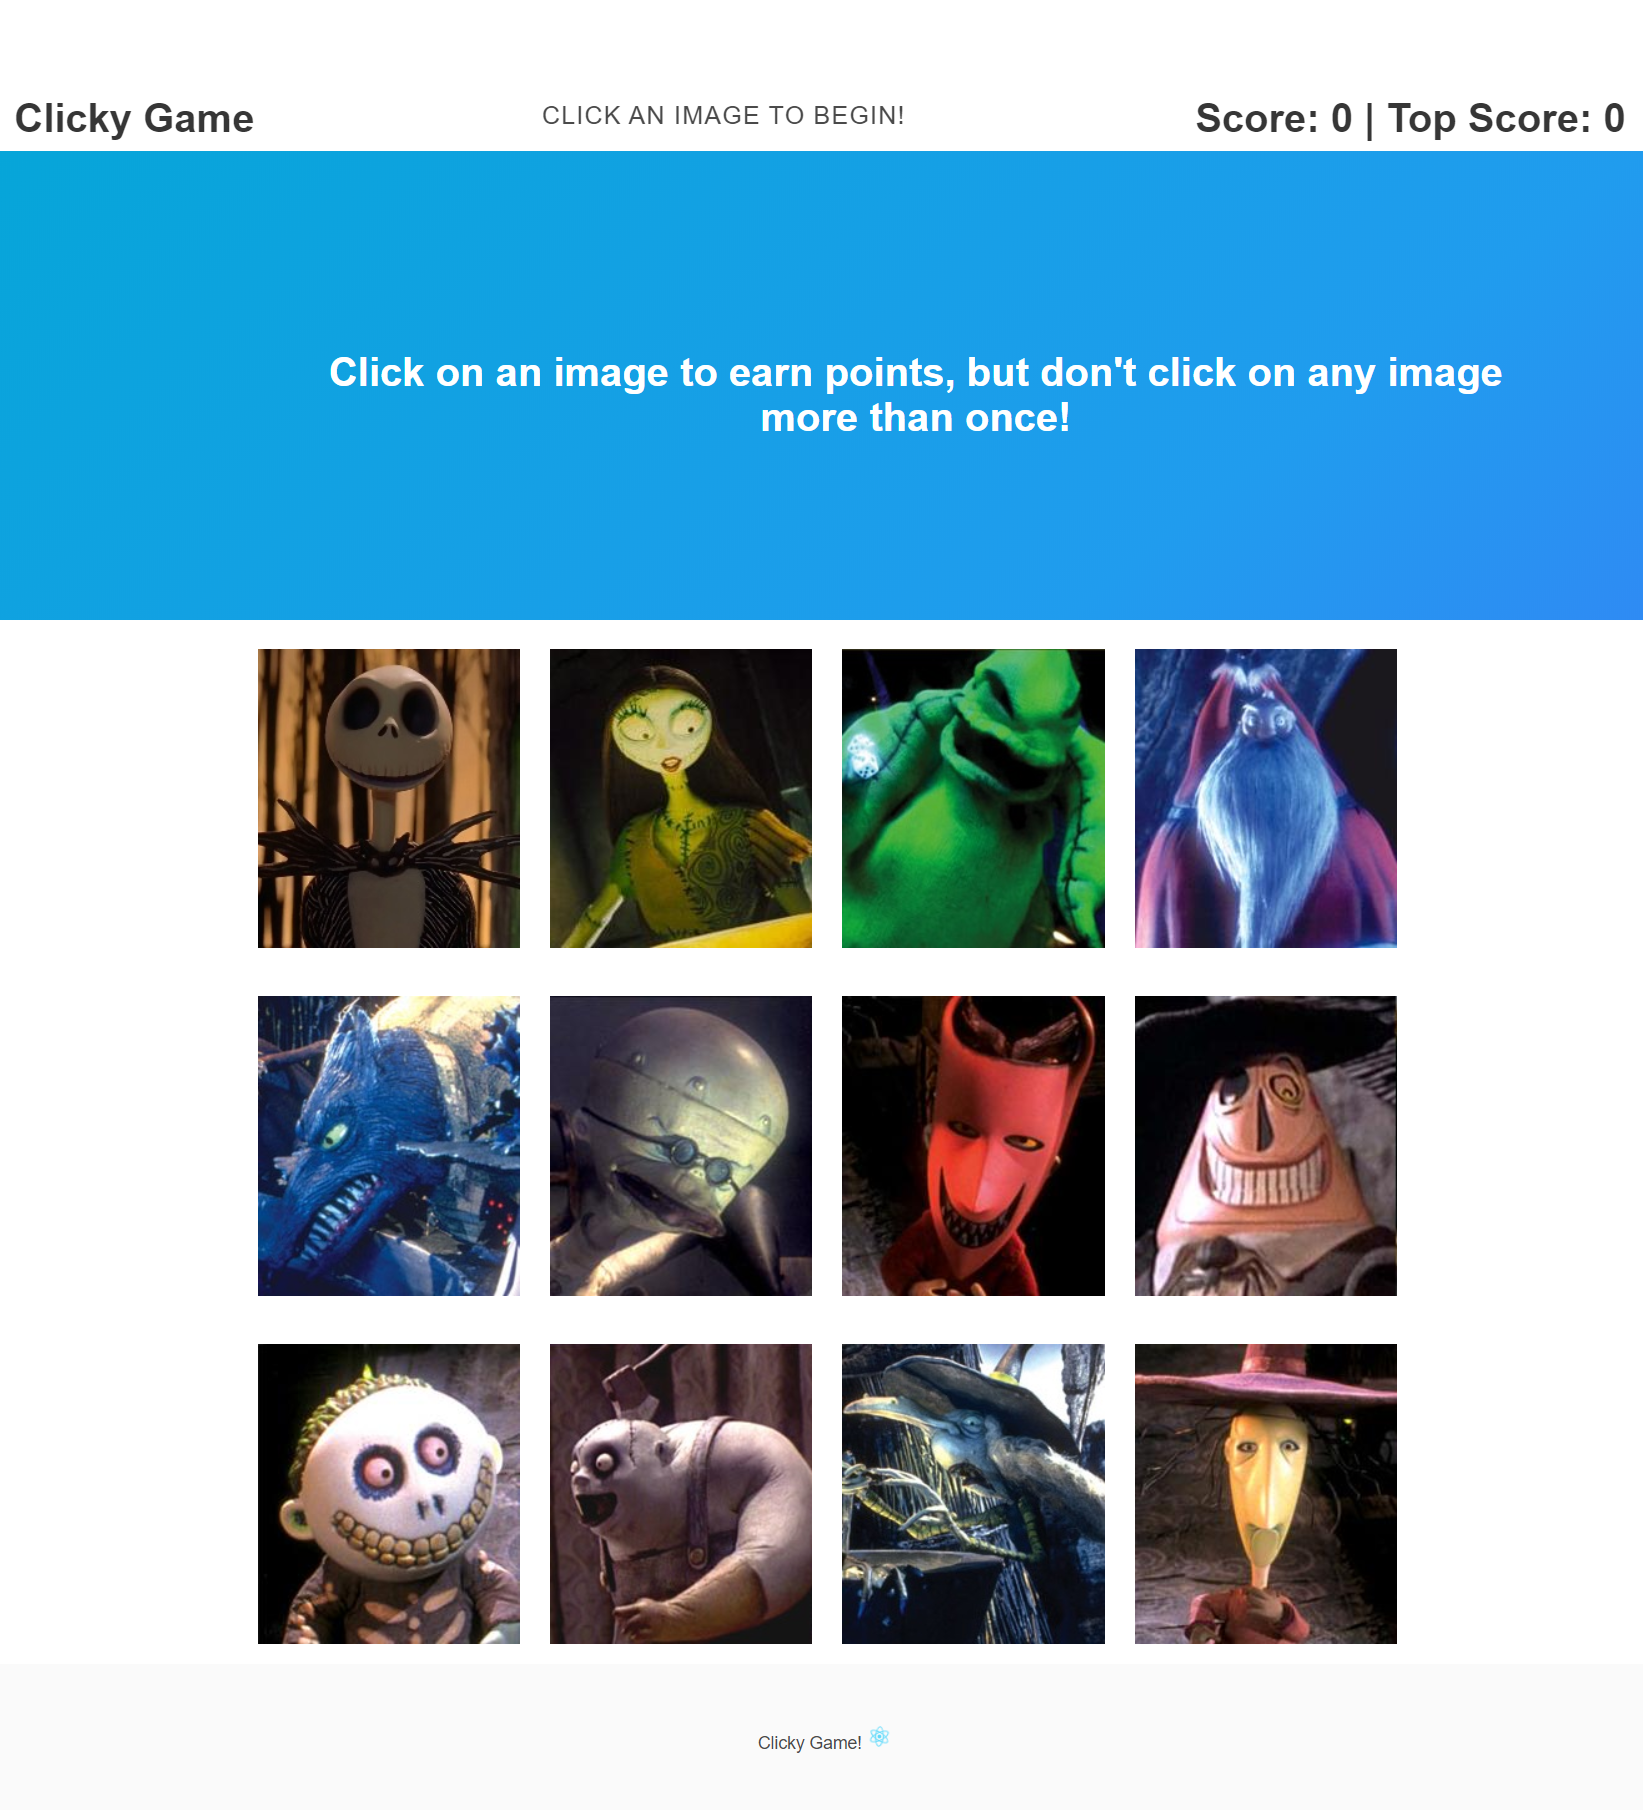 Clicky Game
CLICK AN IMAGE TO BEGIN!
Score: 0 | Top Score: 0
Click on an image to earn points, but don't click on any image
more than once!
Clicky Game!